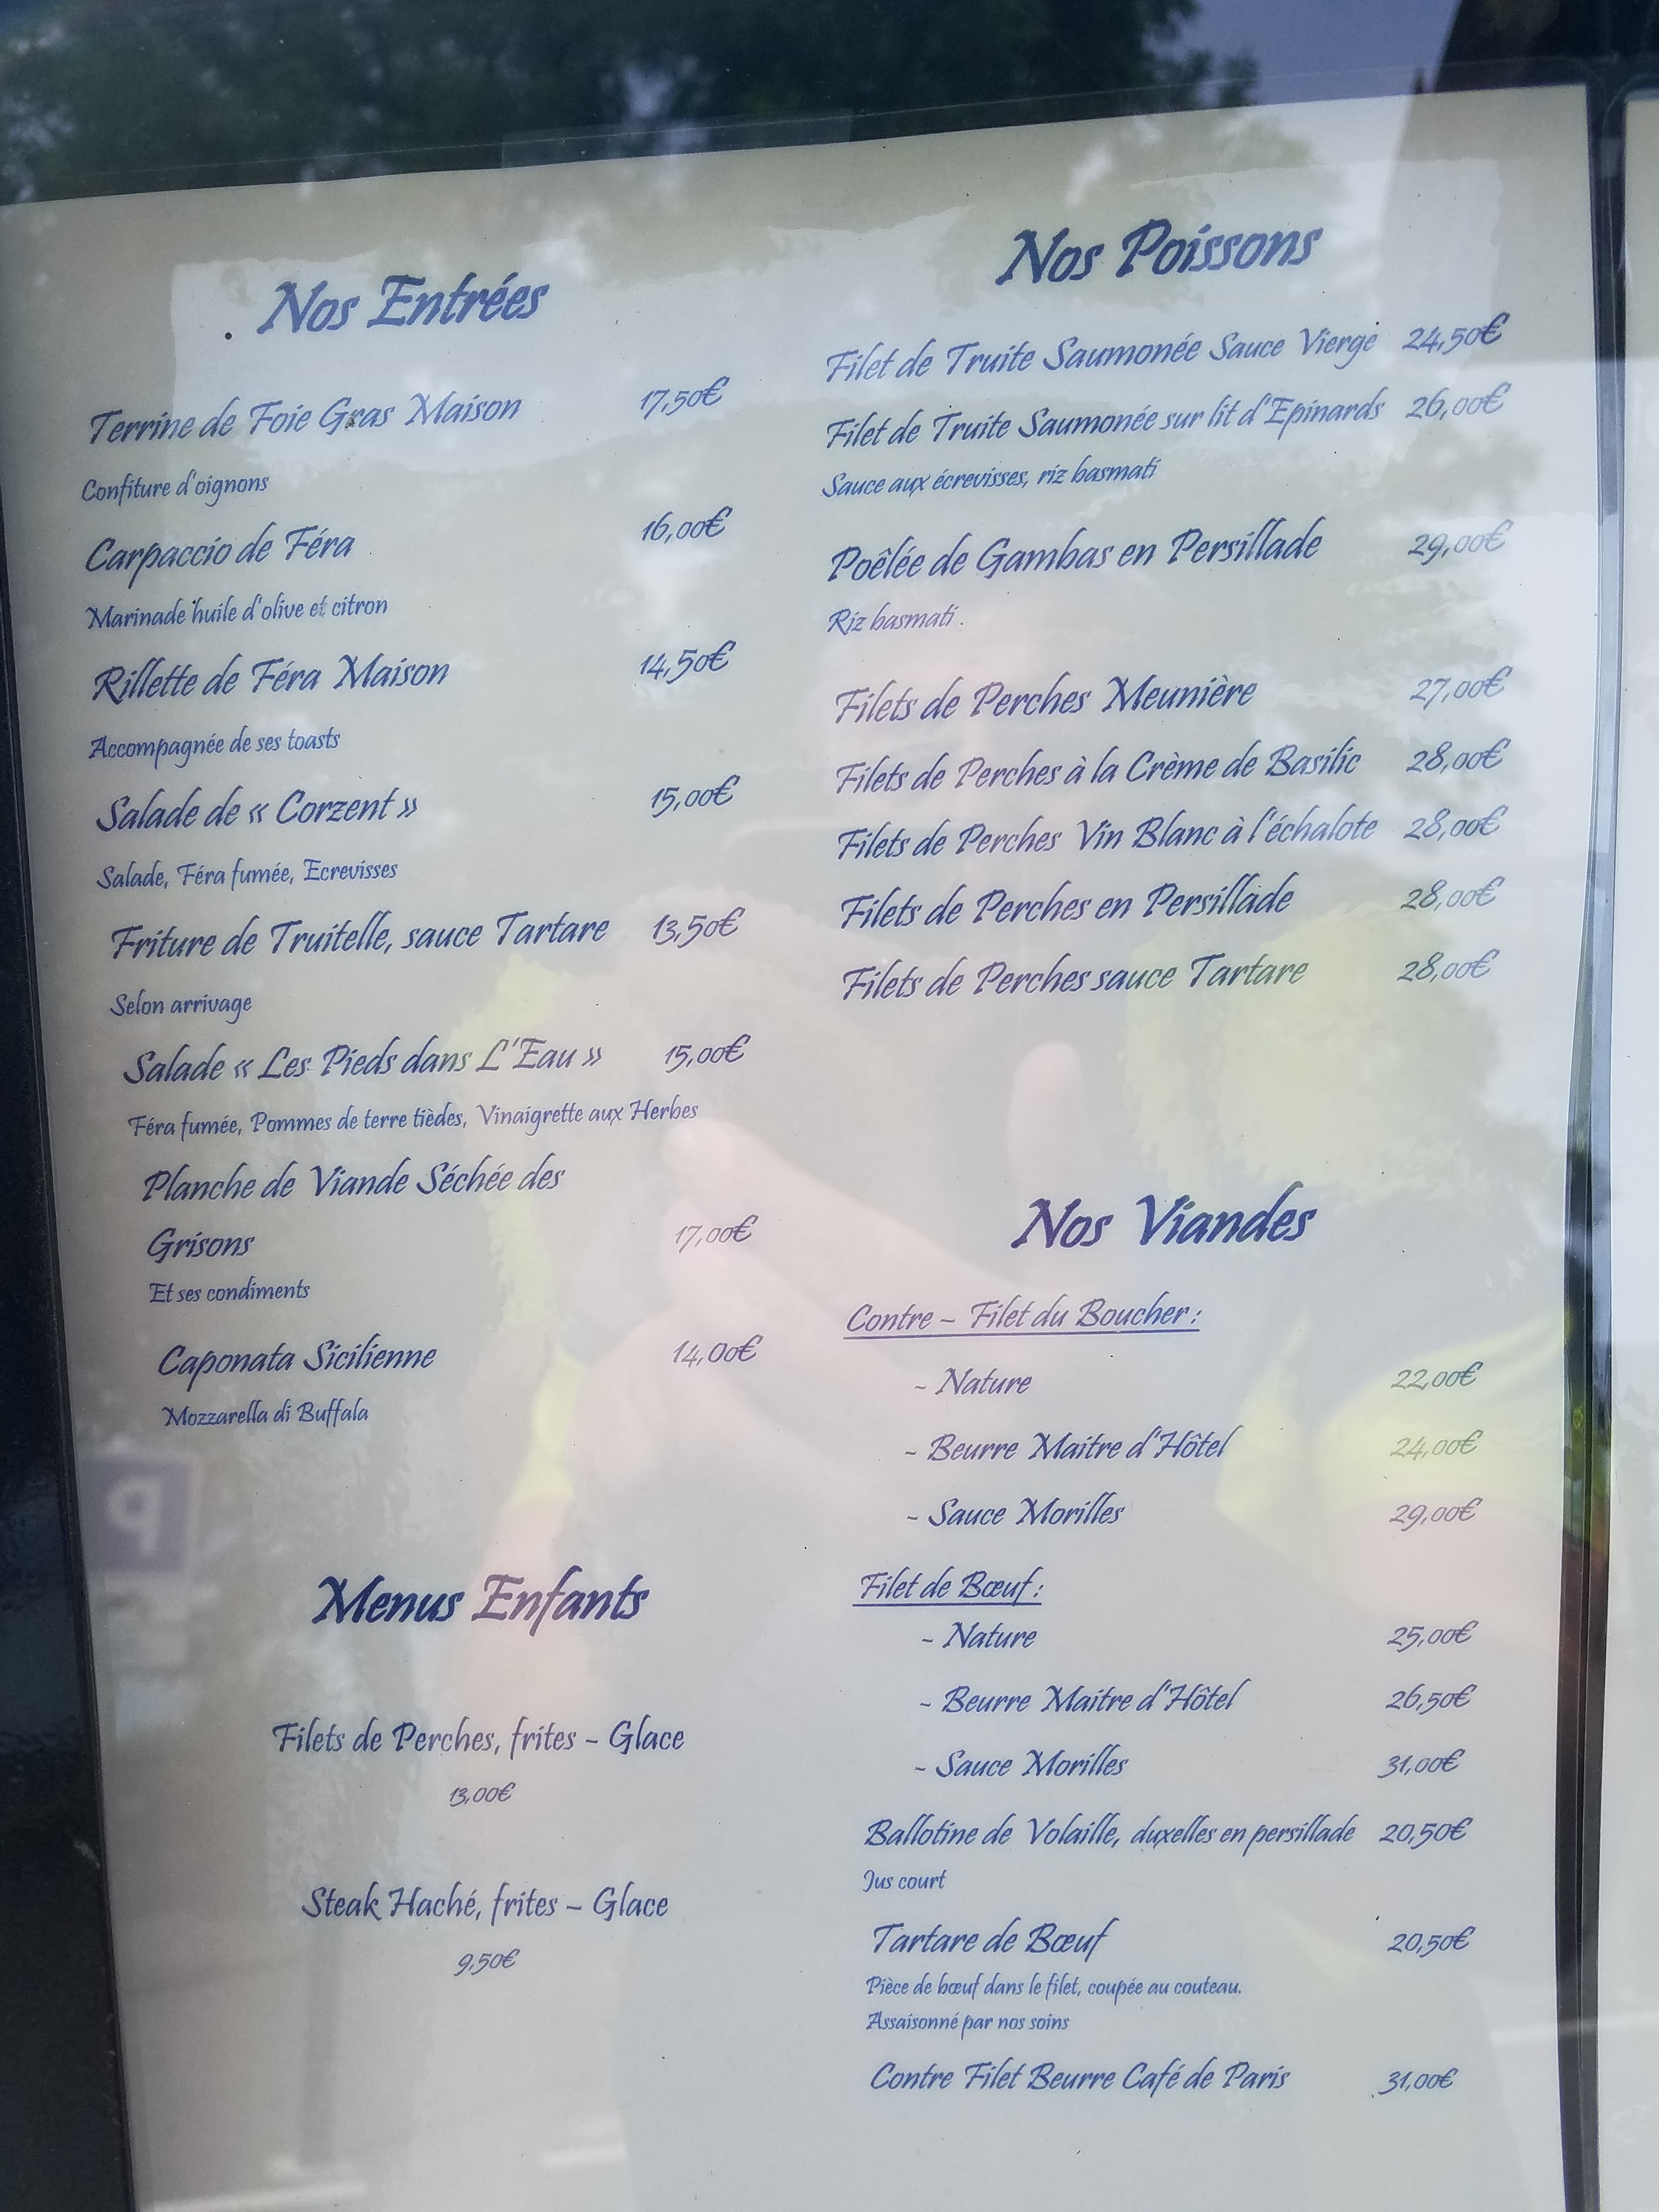 Nos Entrées
Terrine de Foie Gras Maison 17,50€
Confiture d'oignons
Carpaccio de Féra 16,00€
Marinade huile d'olive et citron
Rillette de Féra Maison 14,50€
Accompagnée de ses toasts
Salade de « Corzent » 15,00€
Salade, Féra fumée, Ecrevisses
Friture de Truitelle, sauce Tartare 13,50€
Selon arrivage
Salade « Les Pieds dans L'Eau » 15,00€
Féra fumée, Pommes de terre tièdes, Vinaigrette aux Herbes
Planche de Viande Séchée des
Grisons 17,00€
Et ses condiments
Caponata Sicilienne 14,00€
Mozzarella di Buffala
Menus Enfants
Filets de Perches, frites – Glace
13,00€
Steak Haché, frites – Glace
9,50€
Nos Poissons
Filet de Truite Saumonée Sauce Vierge 24,50€
Filet de Truite Saumonée sur lit d'Epinards 26,00€
Sauce aux écrevisses, riz basmati
Poêlée de Gambas en Persillade 29,00€
Riz basmati .
Filets de Perches Meunière 27,00€
Filets de Perches à la Crème de Basilic 28,00€
Filets de Perches Vin Blanc à l'échalote 28,00€
Filets de Perches en Persillade 28,00€
Filets de Perches sauce Tartare 28,00€
Nos Viandes
Contre – Filet du Boucher :
- Nature 22,00€
- Beurre Maitre d'Hôtel 24,00€
- Sauce Morilles 29,00€
Filet de Bœuf :
- Nature 25,00€
- Beurre Maitre d'Hôtel 26,50€
- Sauce Morilles 31,00€
Ballotine de Volaille, duxelles en persillade 20,50€
Jus court
Tartare de Bœuf 20,50€
Pièce de bœuf dans le filet, coupée au couteau.
Assaisonné par nos soins
Contre Filet Beurre Café de Paris 31,00€
P